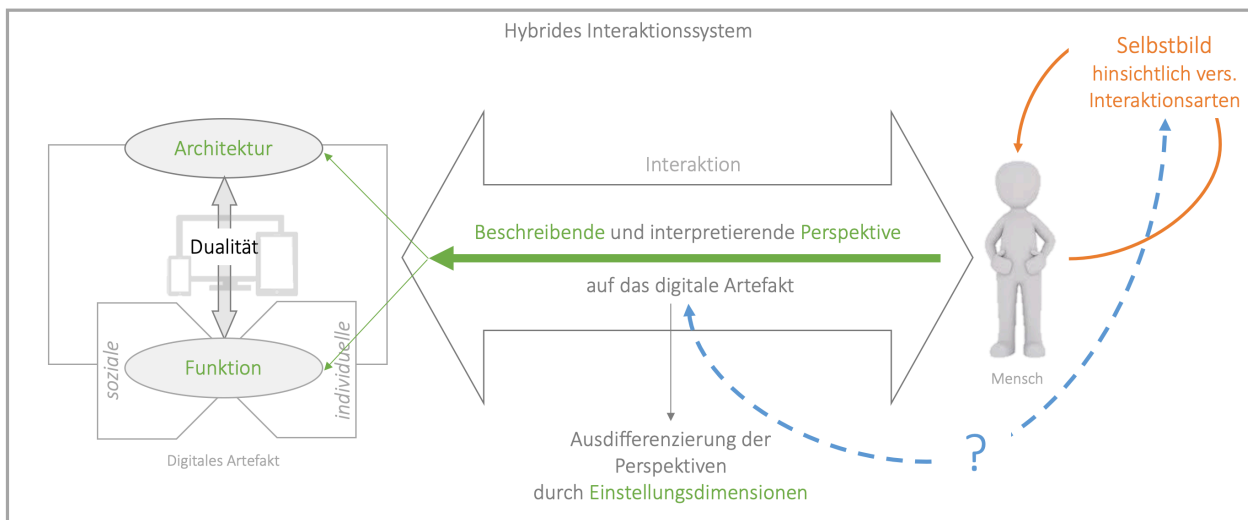 Hybrides Interaktionssystem
Selbstbild
hinsichtlich vers.
Interaktionsarten
Architektur
Dualität
soziale
Funktion
individuelle
Digitales Artefakt
Interaktion
Beschreibende und interpretierende Perspektive
auf das digitale Artefakt
Ausdifferenzierung der
Perspektiven
durch Einstellungsdimensionen
Mensch
?